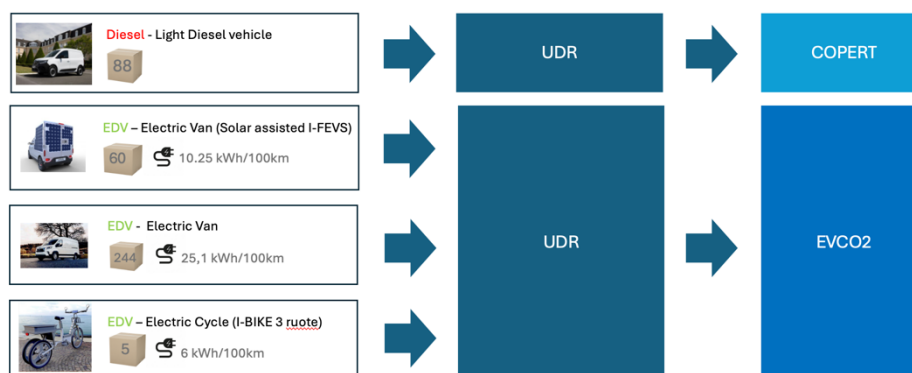 Diesel - Light Diesel vehicle
88
UDR
COPERT
EDV – Electric Van (Solar assisted I-FEVS)
60
10.25 kWh/100km
EDV - Electric Van
244
25,1 kWh/100km
UDR
EVCO2
EDV – Electric Cycle (I-BIKE 3 ruote)
5
6 kWh/100km